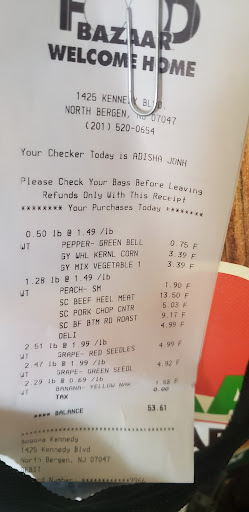 FOOD
BAZAAR
WELCOME HOME
1425 KENNEDY BLVD.
NORTH BERGEN, NJ 07047
(201) 520-0654
Your Checker Today is ADISHA JONH
Please Check Your Bags Before Leaving
Refunds Only With This Receipt
******** Your Purchases Today ********
0.50 lb @ 1.49 /lb
WT PEPPER- GREEN BELL 0.75 F
GY WHL KERNL CORN 3.39 F
GY MIX VEGETABLE 1 3.39 F
1.28 lb @ 1.49 /lb
WT PEACH- SM 1.90 F
SC BEEF HEEL MEAT 13.50 F
SC PORK CHOP CNTR 5.03 F
SC BF BTM RD ROAST 9.17 F
DELI 4.99 F
2.51 lb @ 1.99 /lb
WT GRAPE- RED SEEDLES 4.99 F
2.47 lb @ 1.99 /lb
WT GRAPE- GREEN SEEDL 4.92 F
2.29 lb @ 0.69 /lb
WT BANANA- YELLOW 1.58 F
TAX 0.00
**** BALANCE 53.61
Kennedy
1425 Kennedy Blvd
North Bergen, NJ 07047
DEBIT